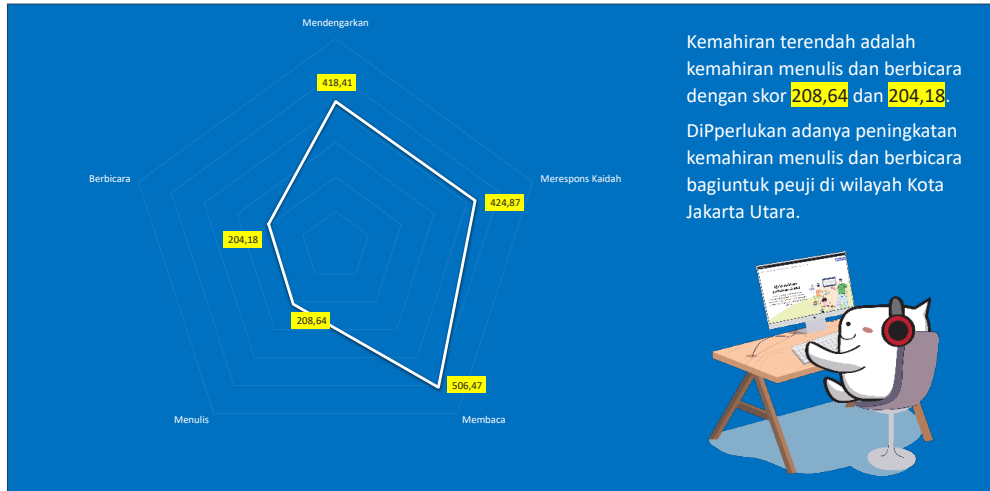 Mendengarkan
418,41
Berbicara
Merespons Kaidah
424,87
204,18
208,64
506,47
Menulis
Membaca
Kemahiran terendah adalah
kemahiran menulis dan berbicara
dengan skor 208,64 dan 204,18.
DiPperlukan adanya peningkatan
kemahiran menulis dan berbicara
bagiuntuk peuji di wilayah Kota
Jakarta Utara.